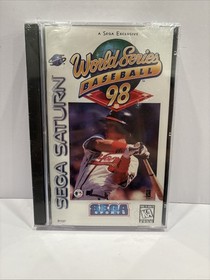 A SEGA EXCLUSIVE
World Series
BASEBALL
98
SEGA SATURN
SEGA
SPORTS